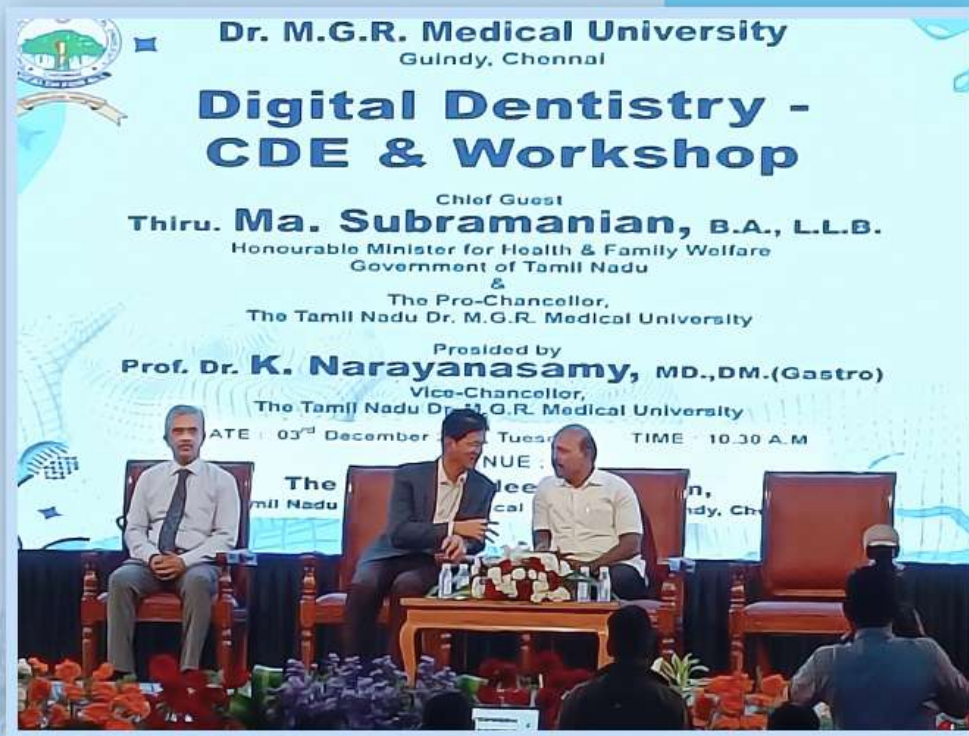 Dr. M.G.R. Medical University
Guindy, Chennai
Digital Dentistry -
CDE & Workshop
Chief Guest
Thiru. Ma. Subramanian, B.A., L.L.B.
Honourable Minister for Health & Family Welfare
Government of Tamil Nadu
&
The Pro-Chancellor,
The Tamil Nadu Dr. M.G.R. Medical University
Presided by
Prof. Dr. K. Narayanasamy, MD.,DM.(Gastro)
Vice-Chancellor,
The Tamil Nadu Dr. M.G.R. Medical University
ATE : 03rd December Tues TIME : 10.30 A.M
NUE :
The
mil Nadu